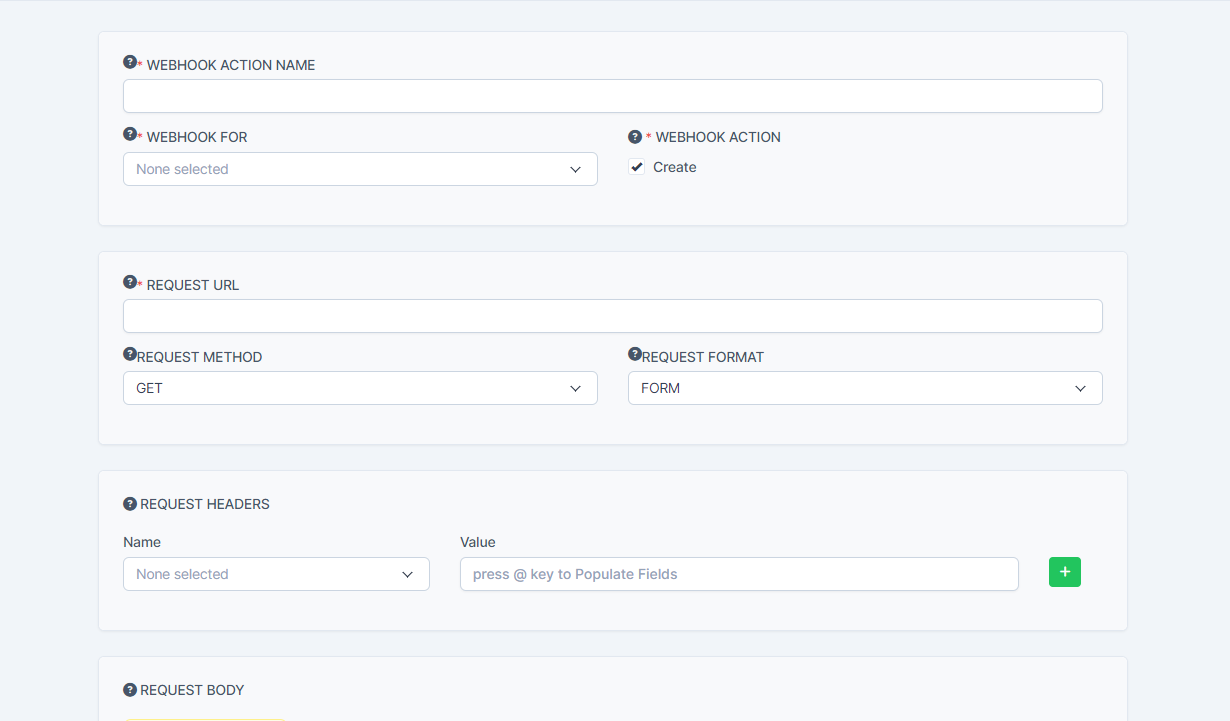 * WEBHOOK ACTION NAME
* WEBHOOK FOR
None selected
* WEBHOOK ACTION
Create
* REQUEST URL
REQUEST METHOD
GET
REQUEST FORMAT
FORM
REQUEST HEADERS
Name
None selected
Value
press @ key to Populate Fields
+
REQUEST BODY